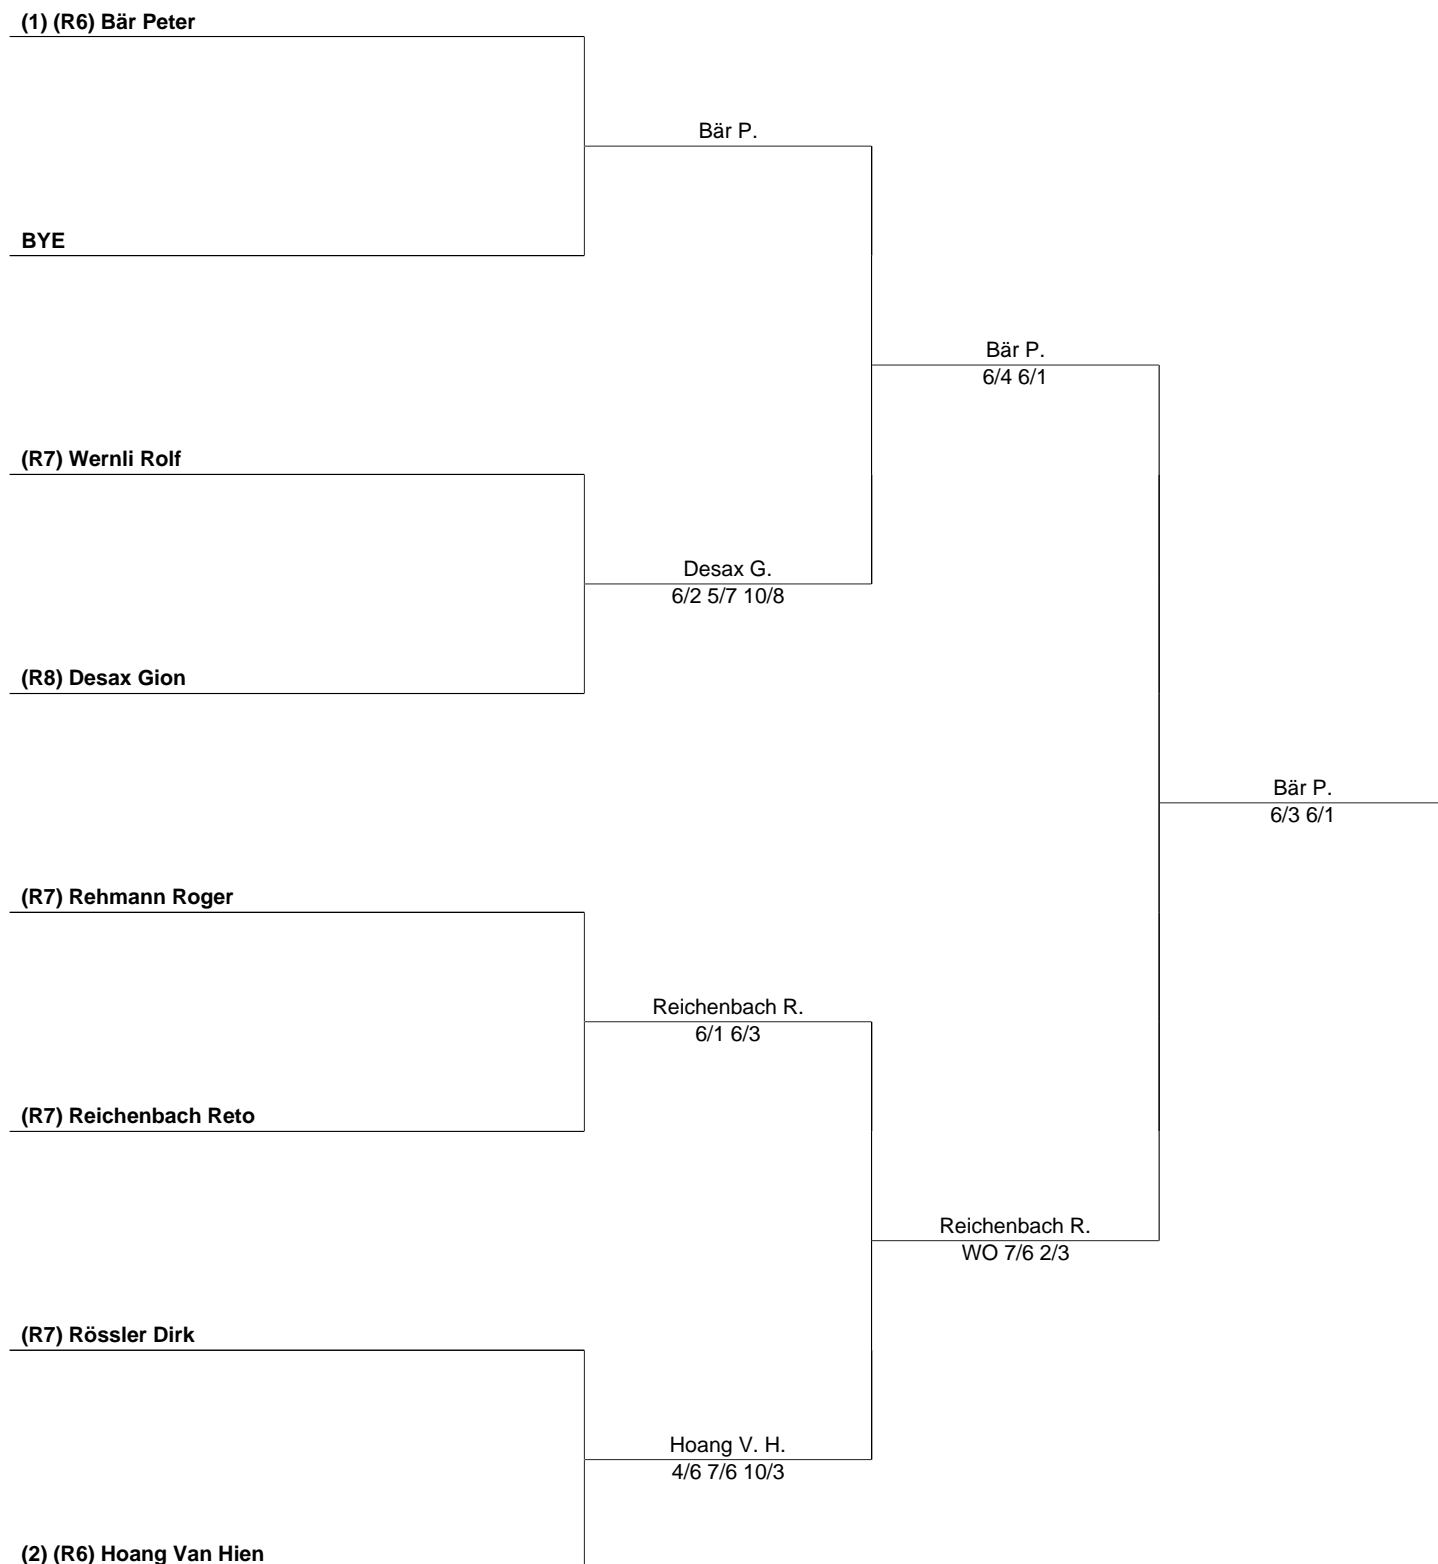 (1) (R6) Bär Peter
Bär P.
BYE
Bär P.
6/4 6/1
(R7) Wernli Rolf
Desax G.
6/2 5/7 10/8
(R8) Desax Gion
Bär P.
6/3 6/1
(R7) Rehmann Roger
Reichenbach R.
6/1 6/3
(R7) Reichenbach Reto
Reichenbach R.
WO 7/6 2/3
(R7) Rössler Dirk
Hoang V. H.
4/6 7/6 10/3
(2) (R6) Hoang Van Hien